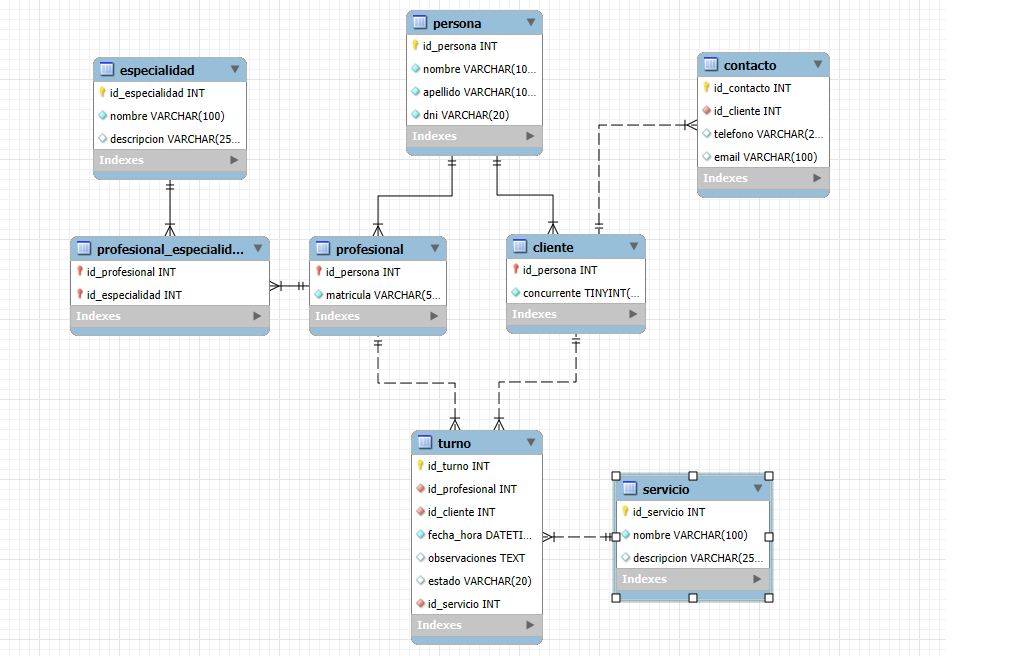 persona
id_persona INT
nombre VARCHAR(10...
apellido VARCHAR(10...
dni VARCHAR(20)
Indexes
especialidad
id_especialidad INT
nombre VARCHAR(100)
descripcion VARCHAR(25...
Indexes
contacto
id_contacto INT
id_cliente INT
telefono VARCHAR(2...
email VARCHAR(100)
Indexes
profesional_especialid...
id_profesional INT
id_especialidad INT
Indexes
profesional
id_persona INT
matricula VARCHAR(5...
Indexes
cliente
id_persona INT
concurrente TINYINT(...
Indexes
turno
id_turno INT
id_profesional INT
id_cliente INT
fecha_hora DATETI...
observaciones TEXT
estado VARCHAR(20)
id_servicio INT
Indexes
servicio
id_servicio INT
nombre VARCHAR(100)
descripcion VARCHAR(25...
Indexes